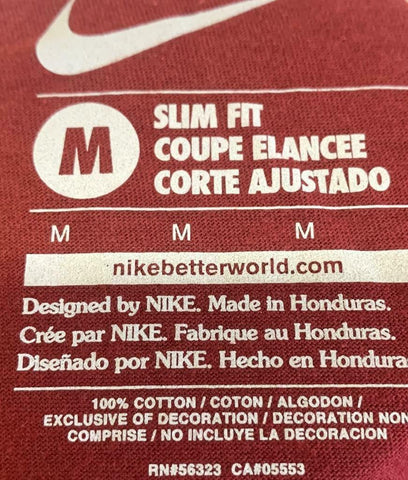 M
SLIM FIT
COUPE ELANCEE
CORTE AJUSTADO
M M M
nikebetterworld.com
Designed by NIKE. Made in Honduras.
Crée par NIKE. Fabrique au Honduras.
Diseñado por NIKE. Hecho en Honduras
100% COTTON / COTON / ALGODON /
EXCLUSIVE OF DECORATION / DECORATION NON
COMPRISE / NO INCLUYE LA DECORACION
RN#56323 CA#05553